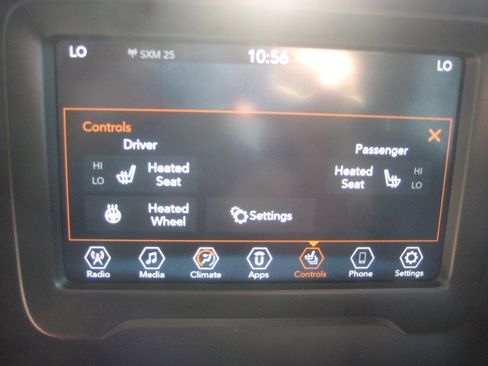 LO SXM 25 10:56 LO
Controls
Driver Passenger
HI Heated Heated HI
LO Seat Seat LO
Heated Settings
Wheel
Radio Media Climate Apps Controls Phone Settings